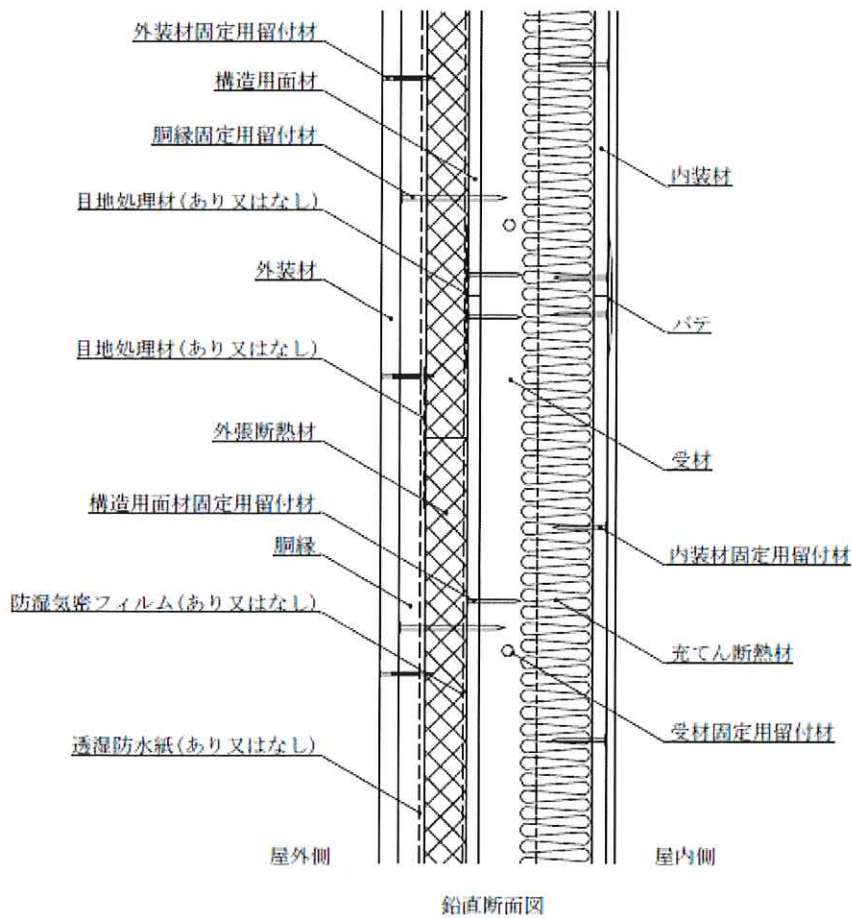 外装材固定用留付材
構造用面材
胴縁固定用留付材
目地処理材(あり又はなし)
外装材
目地処理材(あり又はなし)
外張断熱材
構造用面材固定用留付材
胴縁
防湿気密フィルム(あり又はなし)
透湿防水紙(あり又はなし)
屋外側
内装材
パテ
受材
内装材固定用留付材
充てん断熱材
受材固定用留付材
屋内側
鉛直断面図